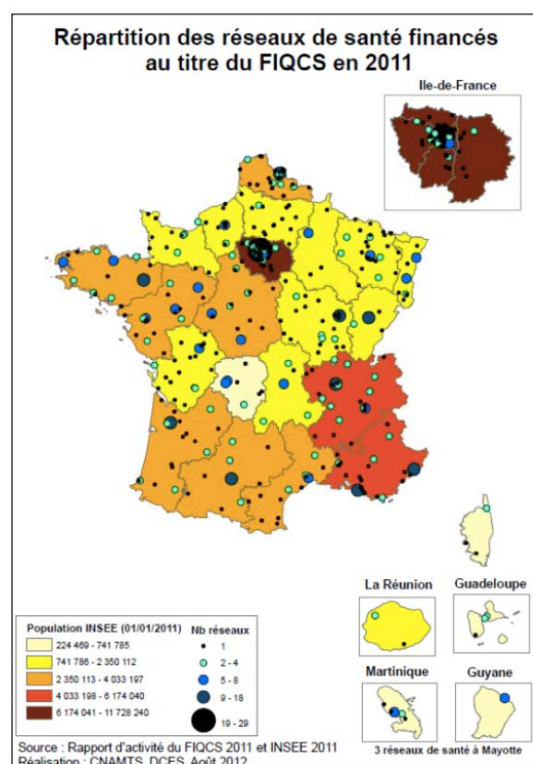 Répartition des réseaux de santé financés
au titre du FIQCS en 2011
Ile-de-France
La Réunion
Guadeloupe
Martinique
Guyane
3 réseaux de santé à Mayotte
Population INSEE (01/01/2011)
224 469 - 741 785
741 786 - 2 350 112
2 350 113 - 4 033 197
4 033 198 - 6 174 040
6 174 041 - 11 728 240
Nb réseaux
1
2 - 4
5 - 8
9 - 18
19 - 29
Source : Rapport d'activité du FIQCS 2011 et INSEE 2011
Réalisation : CNAMTS, DCES, Août 2012